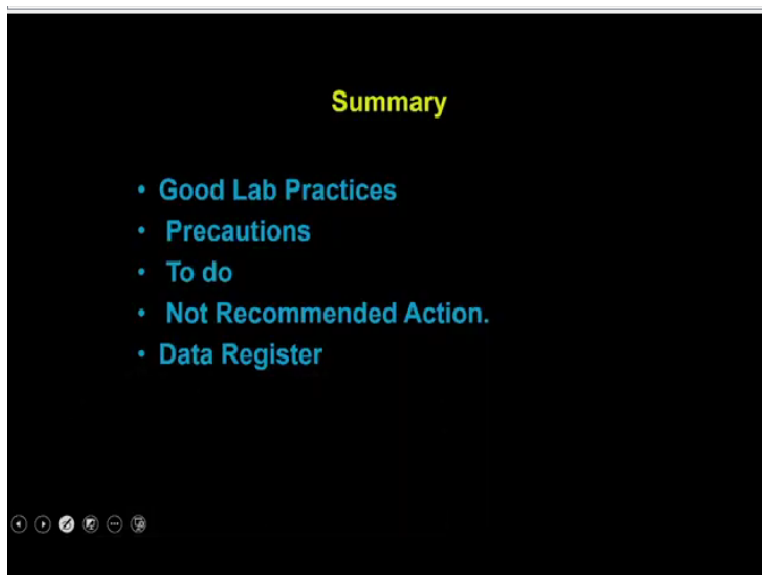 Summary
• Good Lab Practices
• Precautions
• To do
• Not Recommended Action.
• Data Register